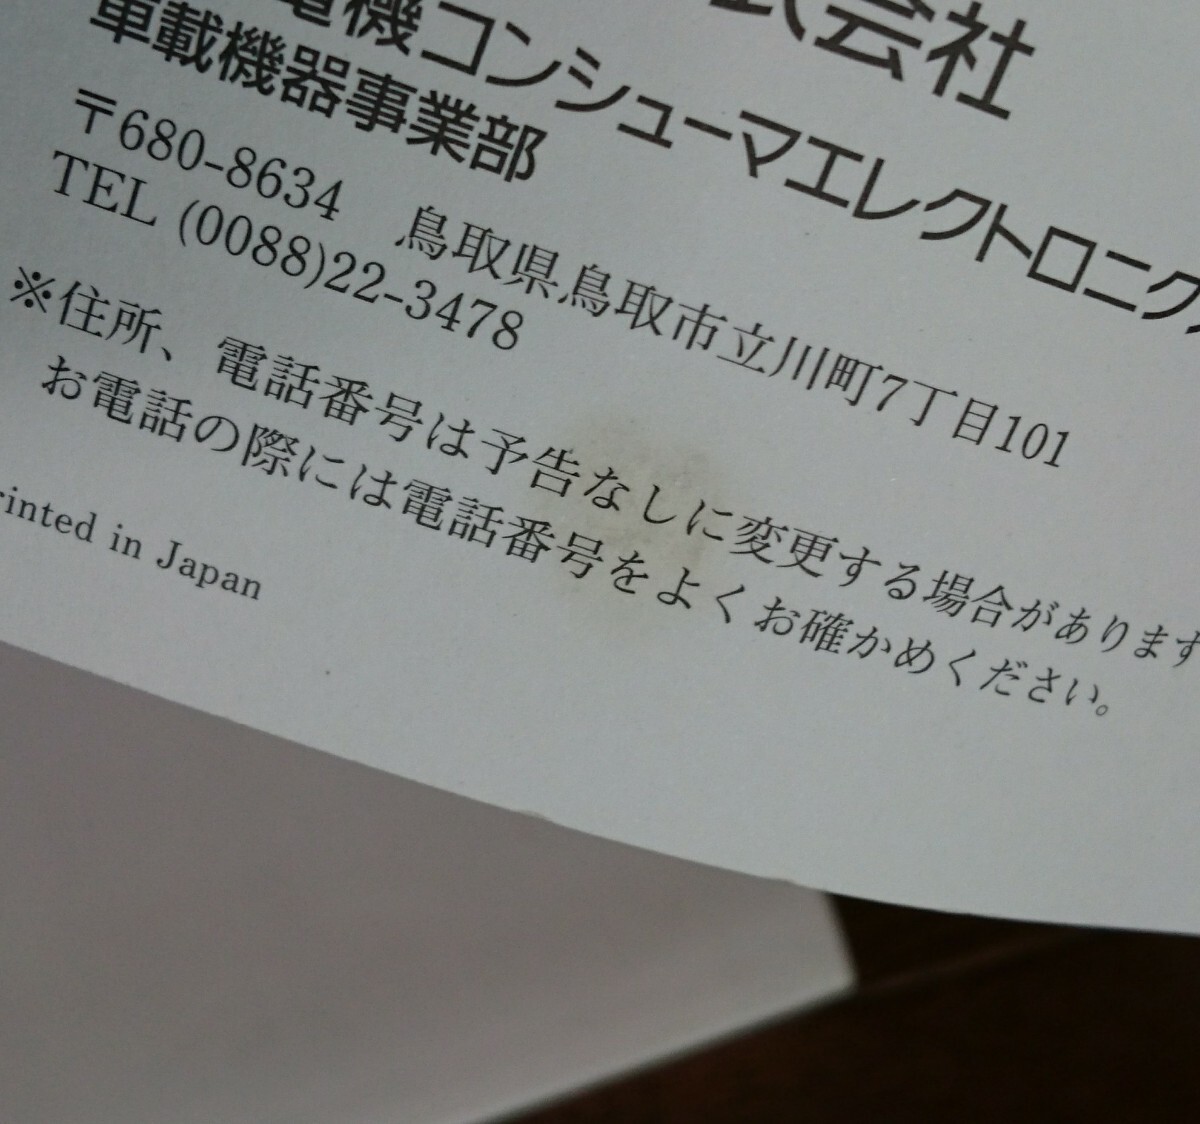 式会社
電機コンシューマエレクトロニク
車載機器事業部
〒680-8634 鳥取県鳥取市立川町7丁目101
TEL (0088)22-3478
※住所、電話番号は予告なしに変更する場合があります
お電話の際には電話番号をよくお確かめください。
rinted in Japan